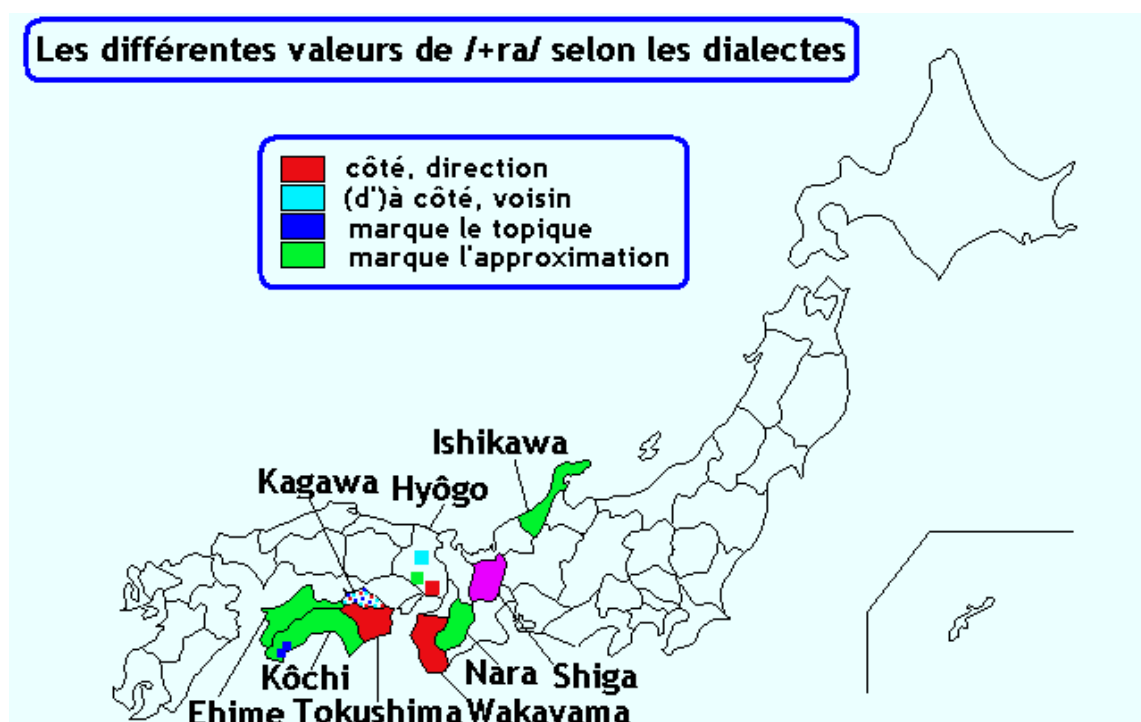 Les différentes valeurs de /+ra/ selon les dialectes
côté, direction
(d')à côté, voisin
marque le topique
marque l'approximation
Ishikawa
Kagawa
Hyôgo
Kôchi
Nara
Shiga
Ehime
Tokushima
Wakayama